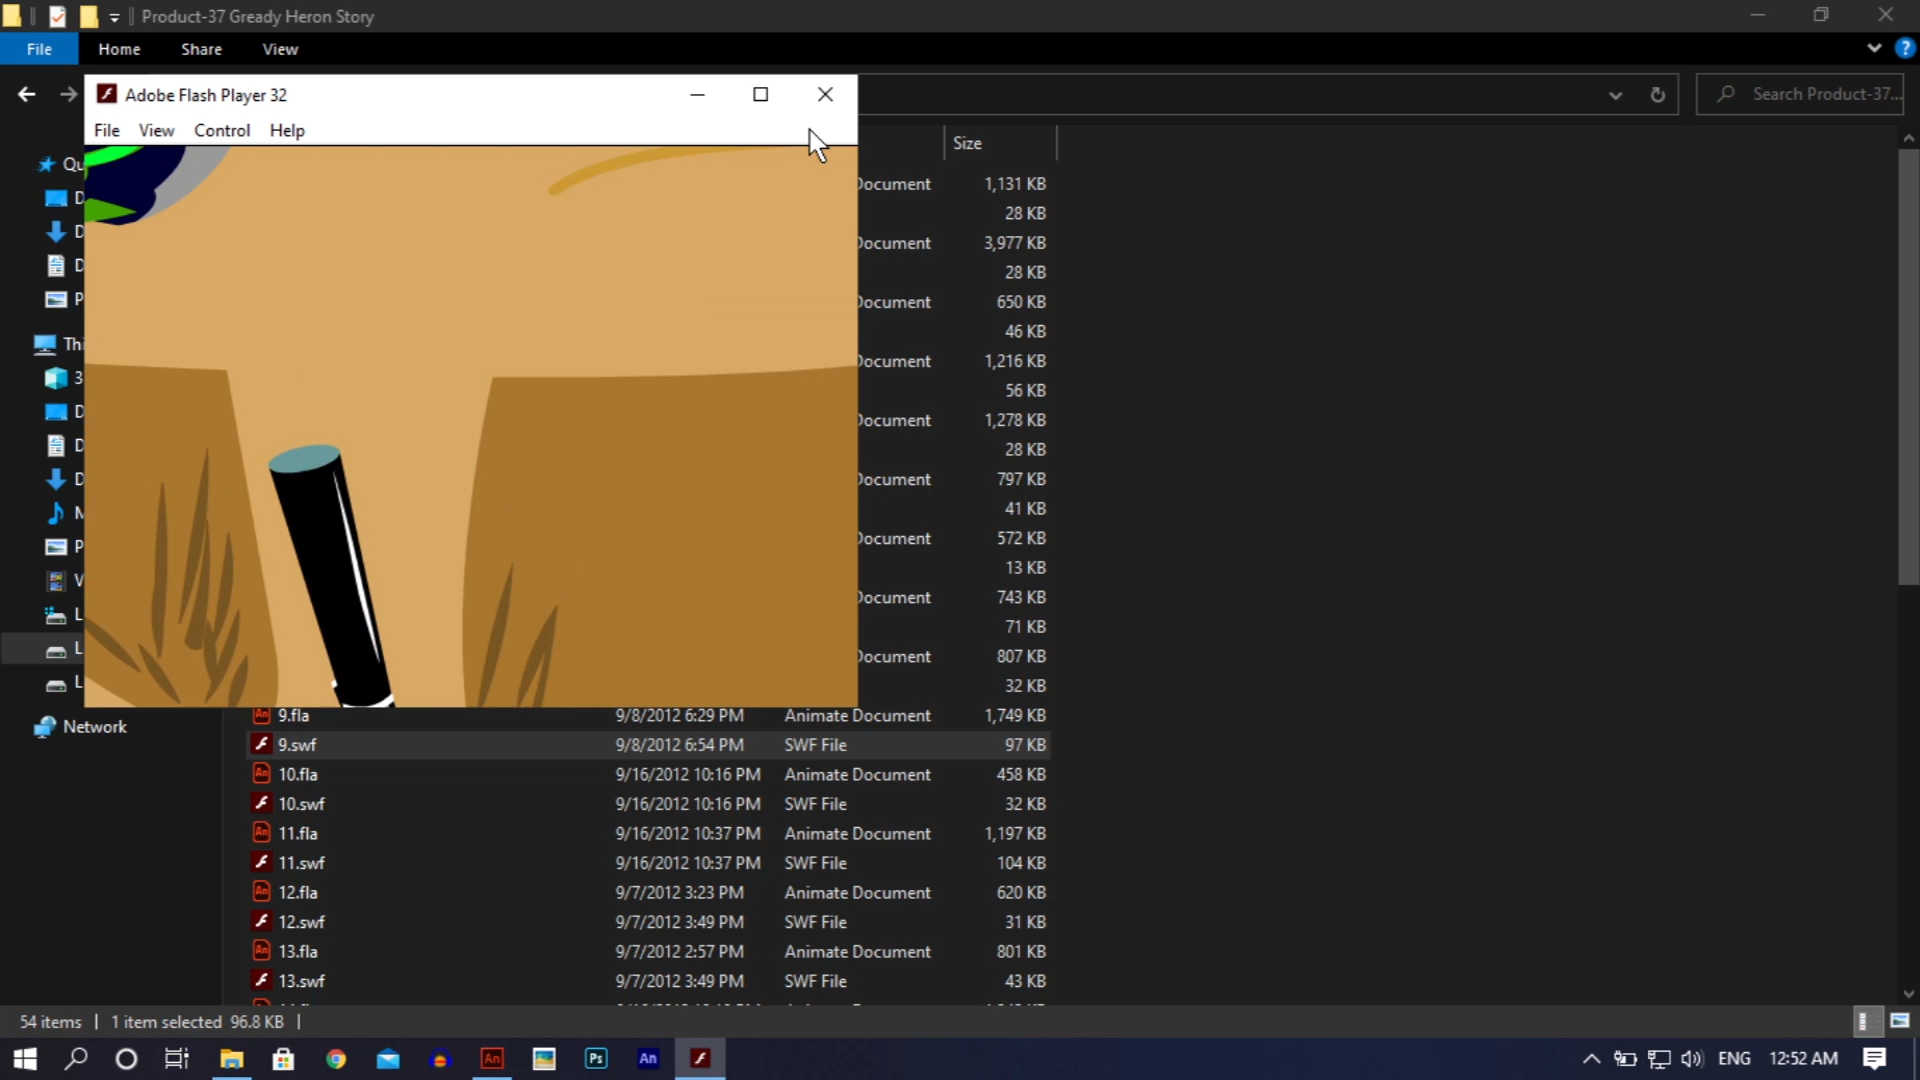 Product-37 Gready Heron Story
File Home Share View
Adobe Flash Player 32
Search Product-37...
File View Control Help
Size
Document 1,131 KB
28 KB
Document 3,977 KB
28 KB
Document 650 KB
46 KB
Document 1,216 KB
56 KB
Document 1,278 KB
28 KB
Document 797 KB
41 KB
Document 572 KB
13 KB
Document 743 KB
71 KB
Document 807 KB
32 KB
Network
9.fla 9/8/2012 6:29 PM Animate Document 1,749 KB
9.swf 9/8/2012 6:54 PM SWF File 97 KB
10.fla 9/16/2012 10:16 PM Animate Document 458 KB
10.swf 9/16/2012 10:16 PM SWF File 32 KB
11.fla 9/16/2012 10:37 PM Animate Document 1,197 KB
11.swf 9/16/2012 10:37 PM SWF File 104 KB
12.fla 9/7/2012 3:23 PM Animate Document 620 KB
12.swf 9/7/2012 3:49 PM SWF File 31 KB
13.fla 9/7/2012 2:57 PM Animate Document 801 KB
13.swf 9/7/2012 3:49 PM SWF File 43 KB
54 items 1 item selected 96.8 KB
ENG 12:52 AM